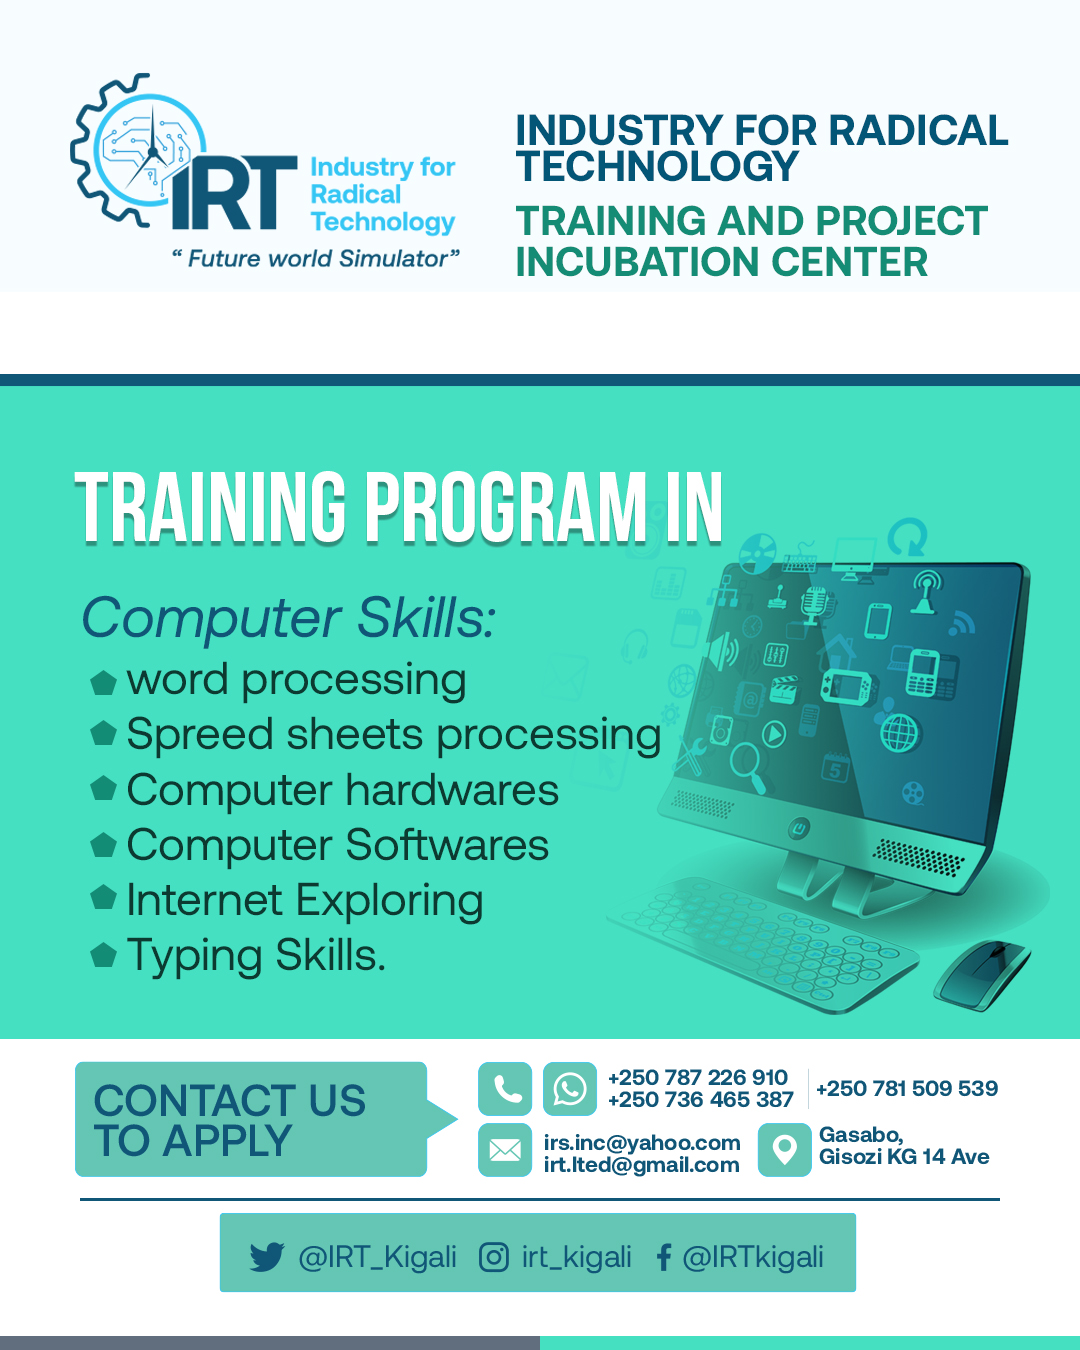 IRT
Industry for
Radical
Technology
“ Future world Simulator”
INDUSTRY FOR RADICAL
TECHNOLOGY
TRAINING AND PROJECT
INCUBATION CENTER
TRAINING PROGRAM IN
Computer Skills:
word processing
Spreed sheets processing
Computer hardwares
Computer Softwares
Internet Exploring
Typing Skills.
5
CONTACT US
TO APPLY
+250 787 226 910
+250 736 465 387
+250 781 509 539
irs.inc@yahoo.com
irt.lted@gmail.com
Gasabo,
Gisozi KG 14 Ave
@IRT_Kigali
irt_kigali
@IRTkigali